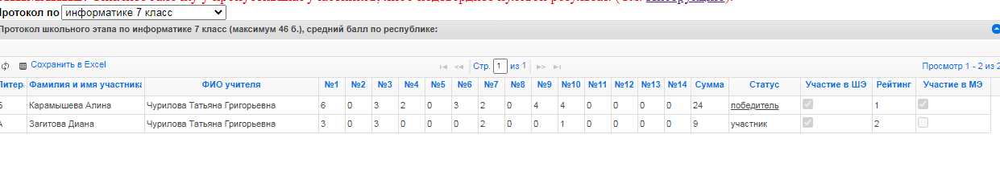 Протокол по информатике 7 класс
Протокол школьного этапа по информатике 7 класс (максимум 46 б.), средний балл по республике:
Сохранить в Excel Стр. 1 из 1 Просмотр 1 - 2 из 2
Литера Фамилия и имя участника ФИО учителя №1 №2 №3 №4 №5 №6 №7 №8 №9 №10 №11 №12 №13 №14 Сумма Статус Участие в ШЭ Рейтинг Участие в МЭ
Б Карамышева Алина Чурилова Татьяна Григорьевна 6 0 3 2 0 3 2 0 4 4 0 0 0 0 24 победитель 1
А Загитова Диана Чурилова Татьяна Григорьевна 3 0 3 0 0 0 2 0 0 1 0 0 0 0 9 участник 2